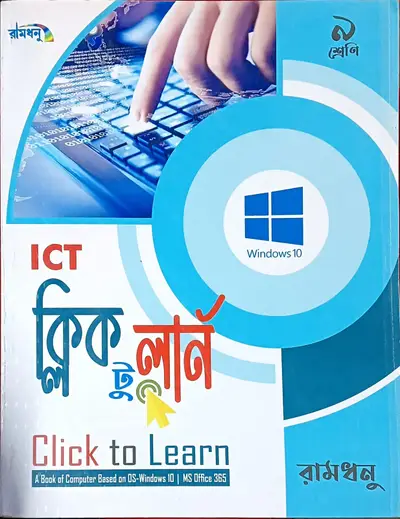 রামধনু
৯
শ্রেণি
Windows 10
ICT
ক্লিক
টু
লার্ন
Click to Learn
A Book of Computer Based on OS-Windows 10 | MS Office 365
রামধনু